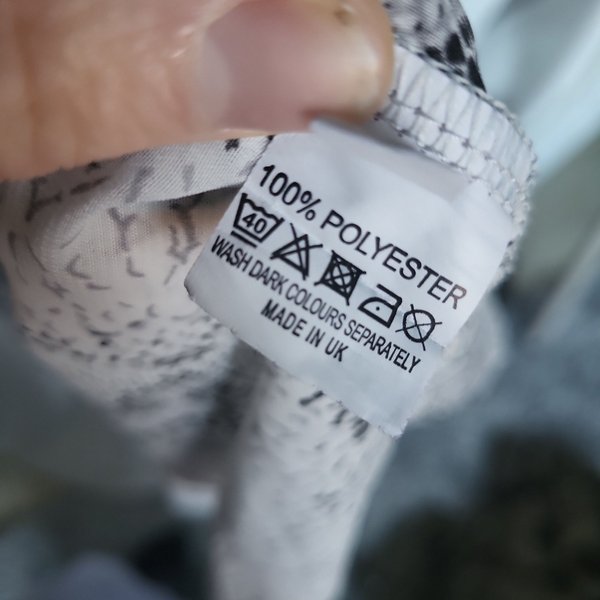 100% POLYESTER
40
WASH DARK COLOURS SEPARATELY
MADE IN UK